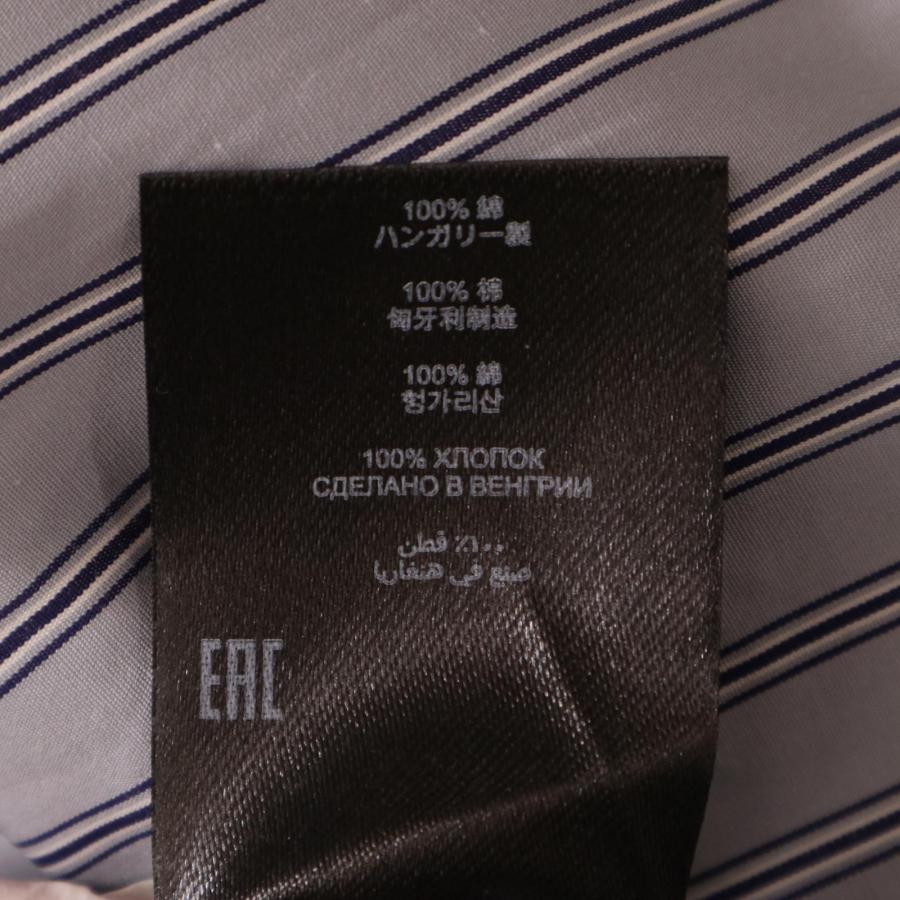 100% 綿
ハンガリー製
100% 棉
匈牙利制造
100% 綿
헝가리산
100% ХЛОПОК
СДЕЛАНО В ВЕНГРИИ
١٠٠٪ قطن
صنع في هنغاريا
EAC